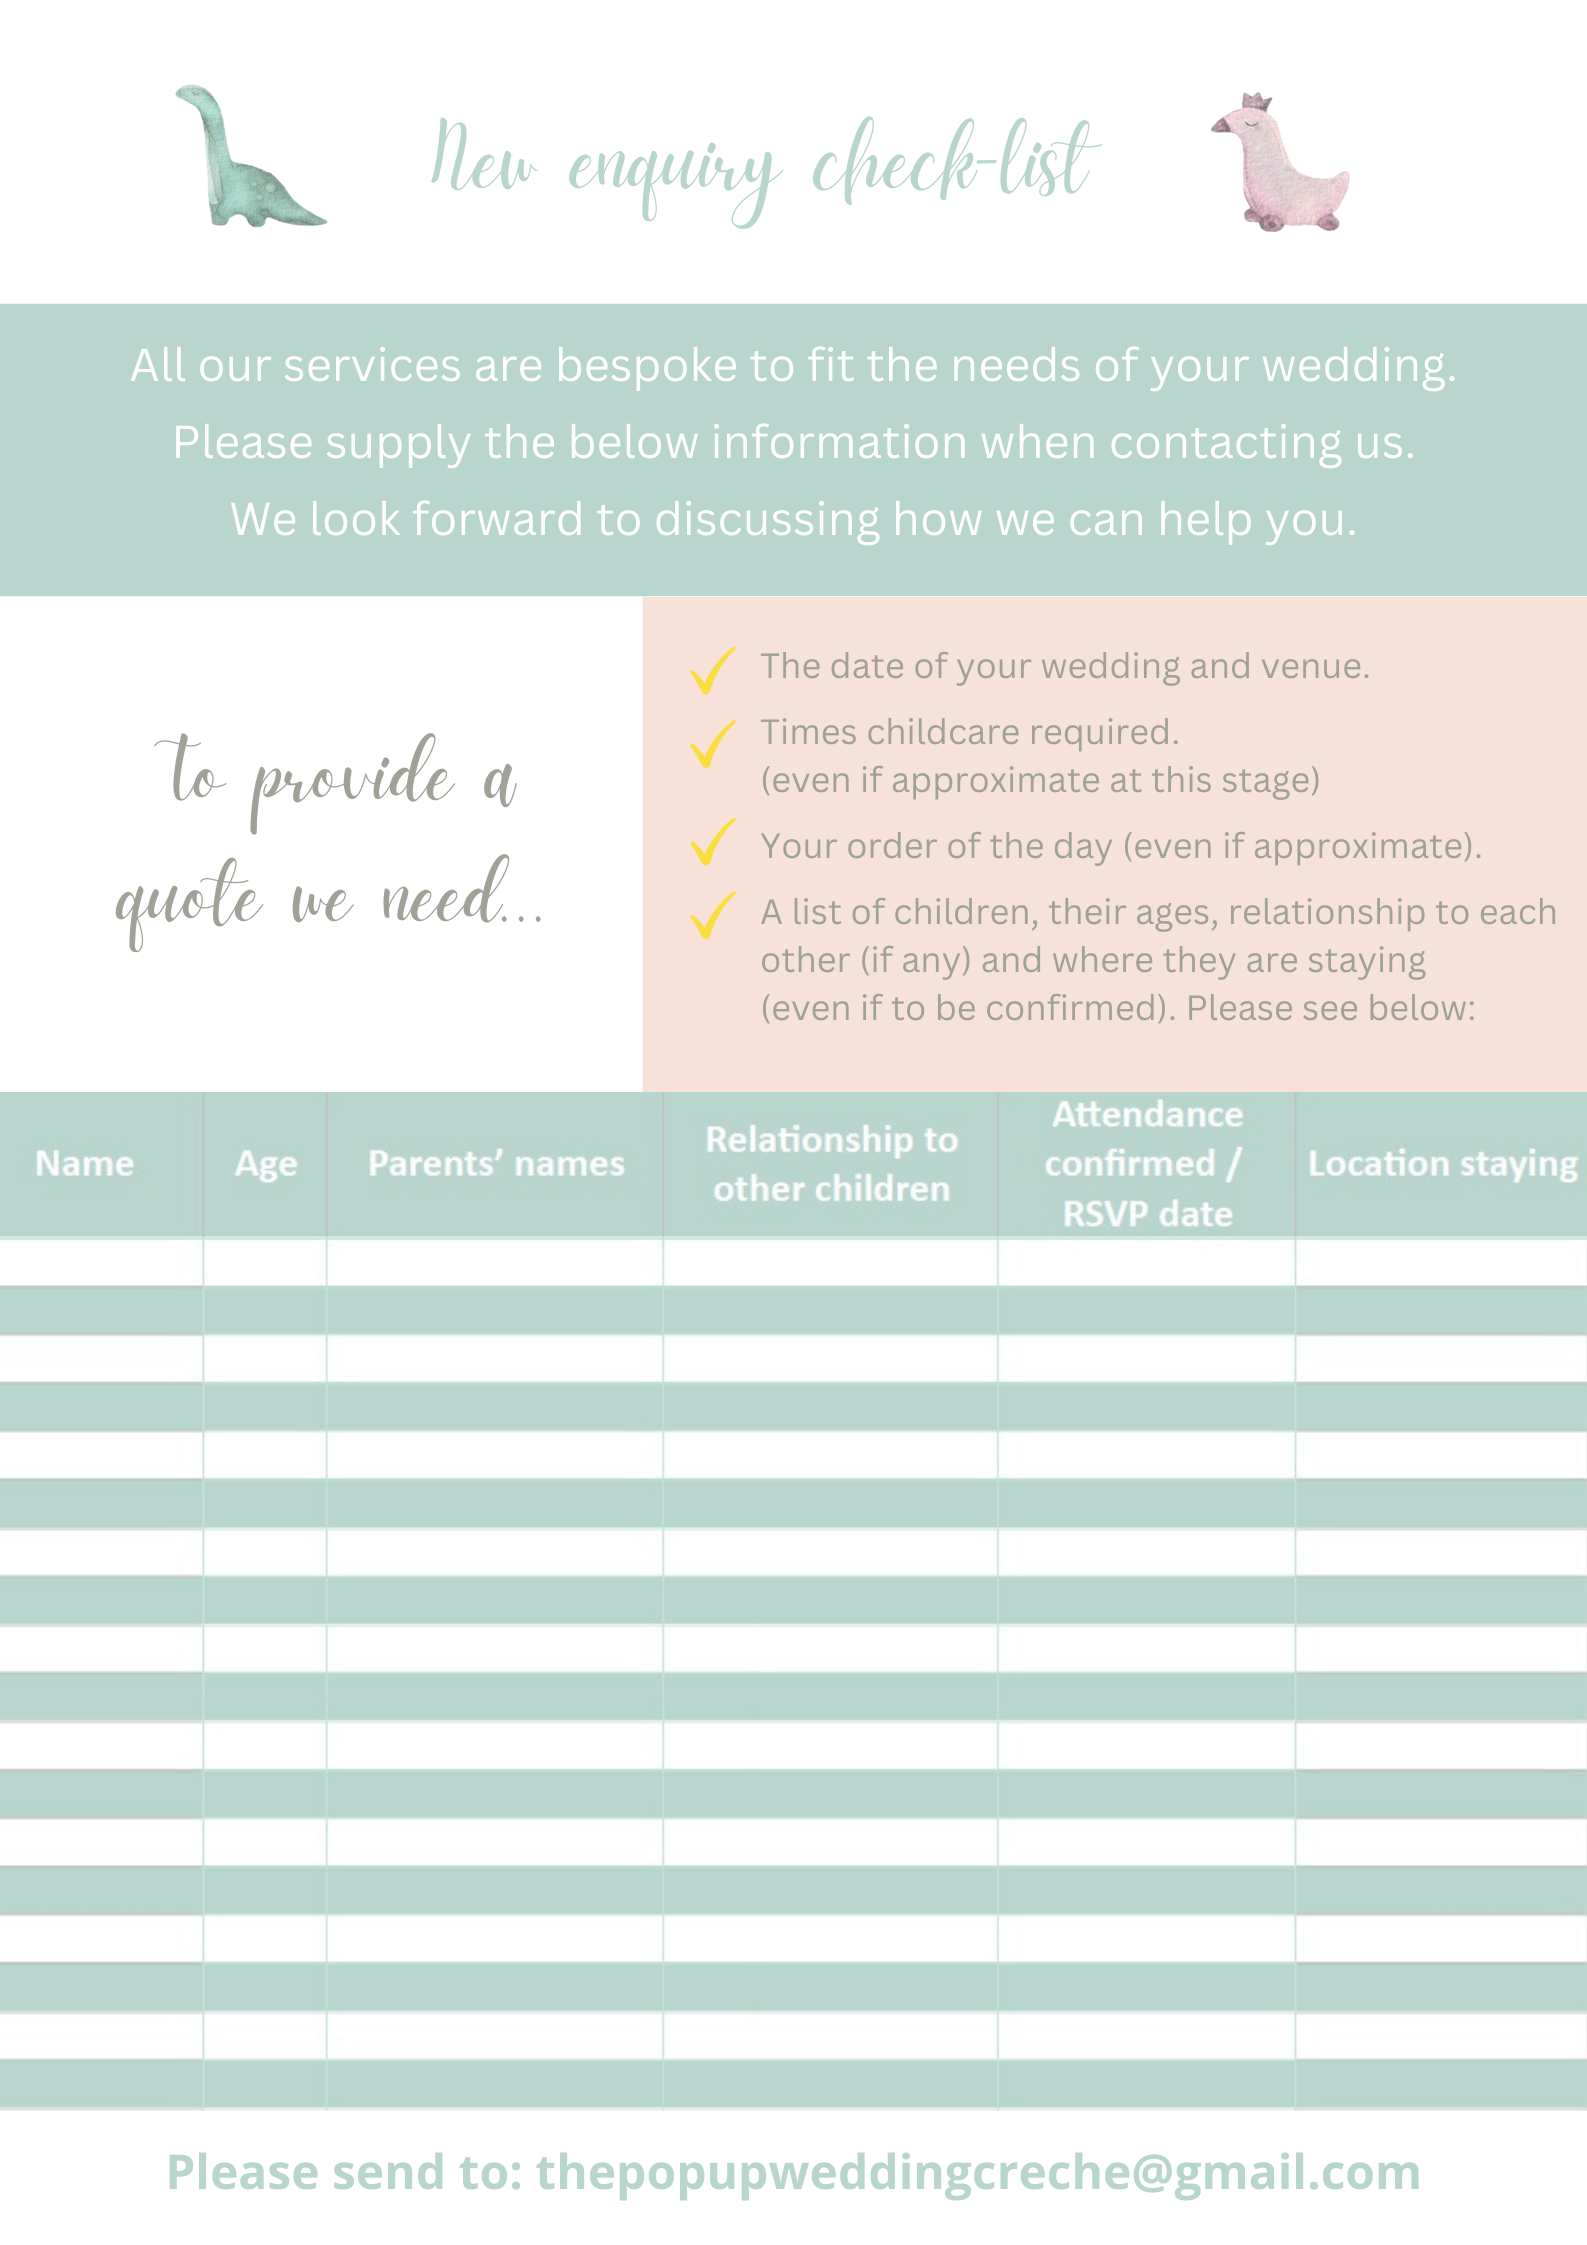 New enquiry check-list
All our services are bespoke to fit the needs of your wedding.
Please supply the below information when contacting us.
We look forward to discussing how we can help you.
To provide a
quote we need...
The date of your wedding and venue.
Times childcare required.
(even if approximate at this stage)
Your order of the day (even if approximate).
A list of children, their ages, relationship to each
other (if any) and where they are staying
(even if to be confirmed). Please see below:
Name
Age
Parents’ names
Relationship to
other children
Attendance
confirmed /
RSVP date
Location staying
Please send to: thepopupweddingcreche@gmail.com